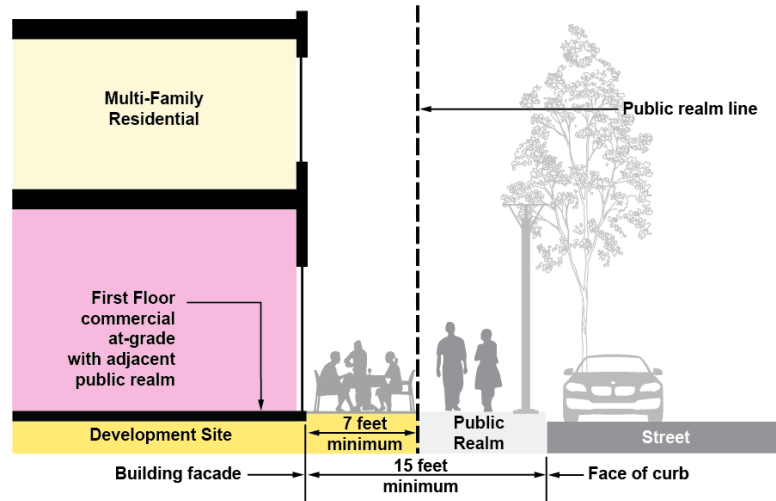 Multi-Family
Residential
Public realm line
First Floor
commercial
at-grade
with adjacent
public realm
Development Site
7 feet
minimum
Public
Realm
Street
Building facade
15 feet
minimum
Face of curb